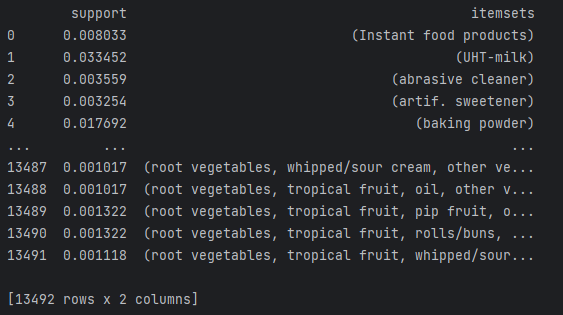 support itemsets
0 0.008033 (Instant food products)
1 0.033452 (UHT-milk)
2 0.003559 (abrasive cleaner)
3 0.003254 (artif. sweetener)
4 0.017692 (baking powder)
... ... ...
13487 0.001017 (root vegetables, whipped/sour cream, other ve...
13488 0.001017 (root vegetables, tropical fruit, oil, other v...
13489 0.001322 (root vegetables, tropical fruit, pip fruit, o...
13490 0.001322 (root vegetables, tropical fruit, rolls/buns, ...
13491 0.001118 (root vegetables, tropical fruit, whipped/sour...
[13492 rows x 2 columns]